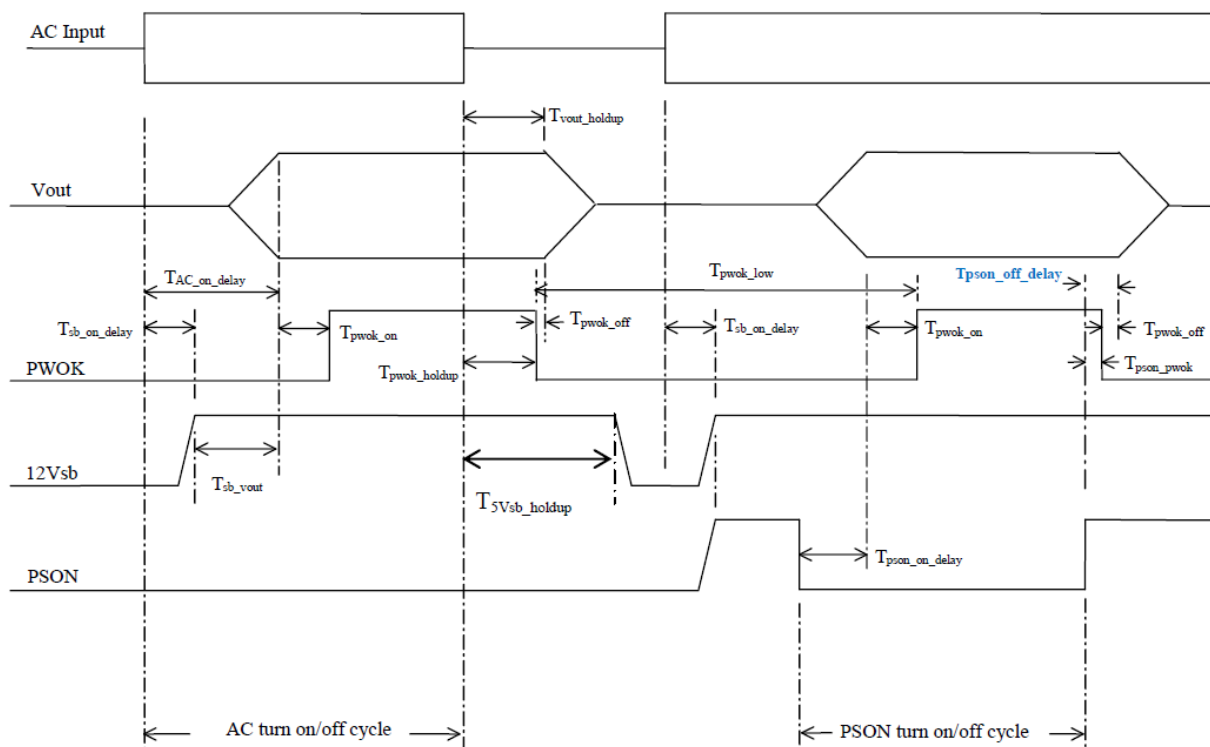 AC Input
Tvout_holdup
Vout
TAC_on_delay
Tpwok_low
Tpson_off_delay
Tsb_on_delay
Tpwok_on
Tpwok_off
Tsb_on_delay
Tpwok_on
Tpwok_off
PWOK
Tpwok_holdup
Tpson_pwok
12Vsb
Tsb_vout
T5Vsb_holdup
PSON
Tpson_on_delay
AC turn on/off cycle
PSON turn on/off cycle